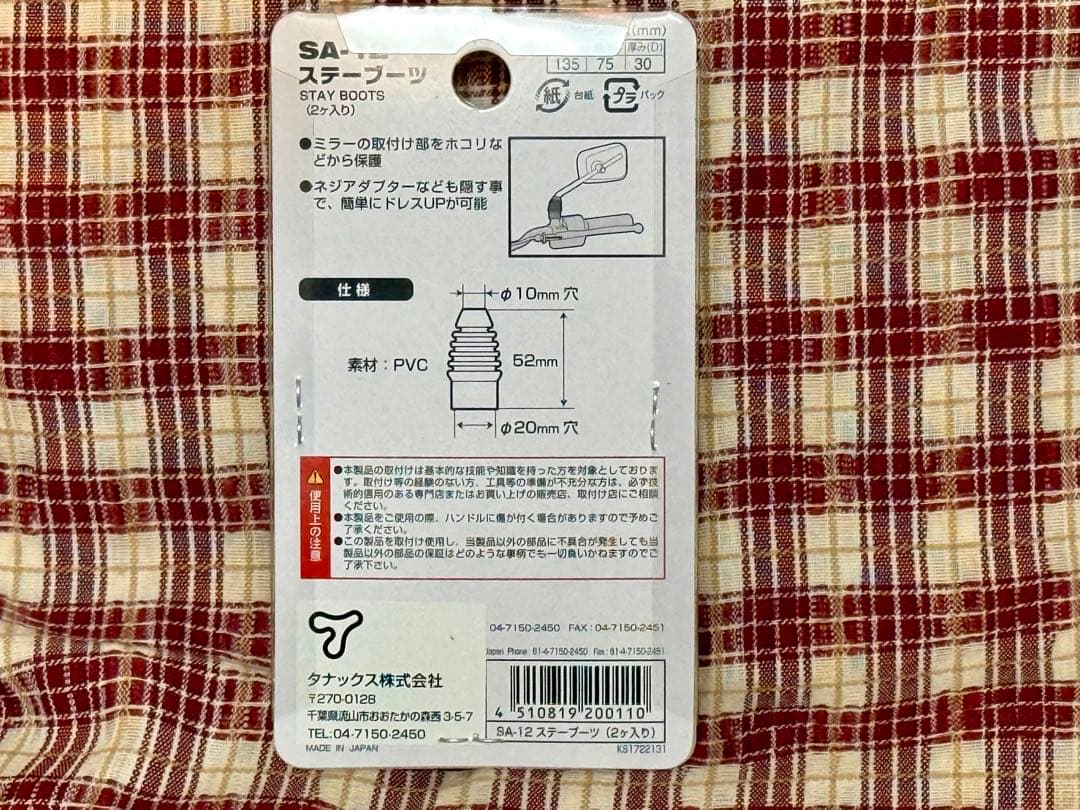 SA-12
ステーブーツ
STAY BOOTS
(2ヶ入り)
(mm)
厚み(D)
135 75 30
紙 台紙 プラ パック
●ミラーの取付け部をホコリな
どから保護
●ネジアダプターなども隠す事
で、簡単にドレスUPが可能
仕様
φ10mm 穴
素材：PVC
52mm
φ20mm 穴
使用上の注意
●本製品の取付けは基本的な技能や知識を持った方を対象としておりま
す。取付け等の経験のない方、工具等の準備が不充分な方は、必ず技
術的信用のある専門店またはお買い上げの販売店、取付け店にご相談
ください。
●本製品をご使用の際、ハンドルに傷が付く場合がありますので予めご
了承ください。
●この製品を取付け使用し、当製品以外の部品に不具合が発生しても当
製品以外の部品の保証はどのような事柄でも一切負いかねますのでご
了承下さい。
04-7150-2450 FAX：04-7150-2451
Japan Phone : 81-4-7150-2450 Fax : 81-4-7150-2451
タナックス株式会社
〒270-0128
千葉県流山市おおたかの森西3-5-7
TEL:04-7150-2450
MADE IN JAPAN
4 510819 200110
SA-12 ステーブーツ（2ヶ入り）
KS1722131